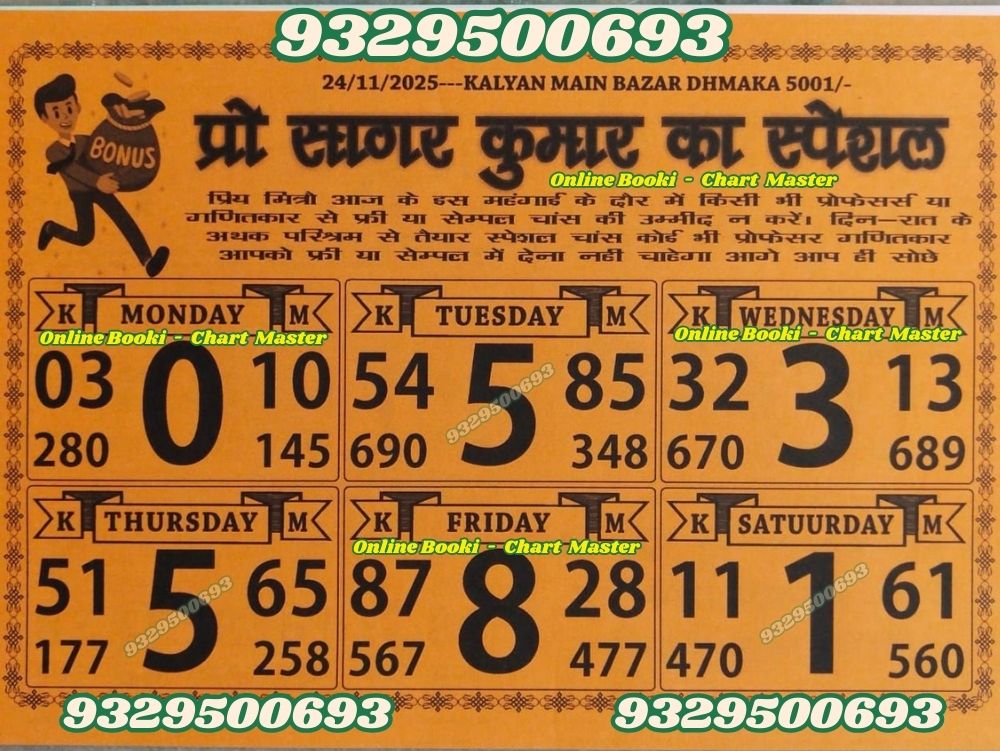 9329500693
24/11/2025---KALYAN MAIN BAZAR DHMAKA 5001/-
BONUS
प्रो सागर कुमार का स्पेशल
Online Booki - Chart Master
प्रिय मित्रो आज के इस महंगाई के दौर में किसी भी प्रोफेसर्स या
गणितकार से फ्री या सेम्पल चांस की उम्मीद न करें। दिन–रात के
अथक परिश्रम से तैयार स्पेशल चांस कोई भी प्रोफेसर गणितकार
आपको फ्री या सेम्पल में देना नही चाहेगा आगे आप ही सोछे
K MONDAY M
Online Booki - Chart Master
03 0 10
280 145
K TUESDAY M
54 5 85
9329500693
690 348
K WEDNESDAY M
Online Booki - Chart Master
32 3 13
670 689
K THURSDAY M
51 5 65
9329500693
177 258
K FRIDAY M
Online Booki - Chart Master
87 8 28
567 477
K SATUURDAY M
11 1 61
9329500693
470 560
9329500693
9329500693